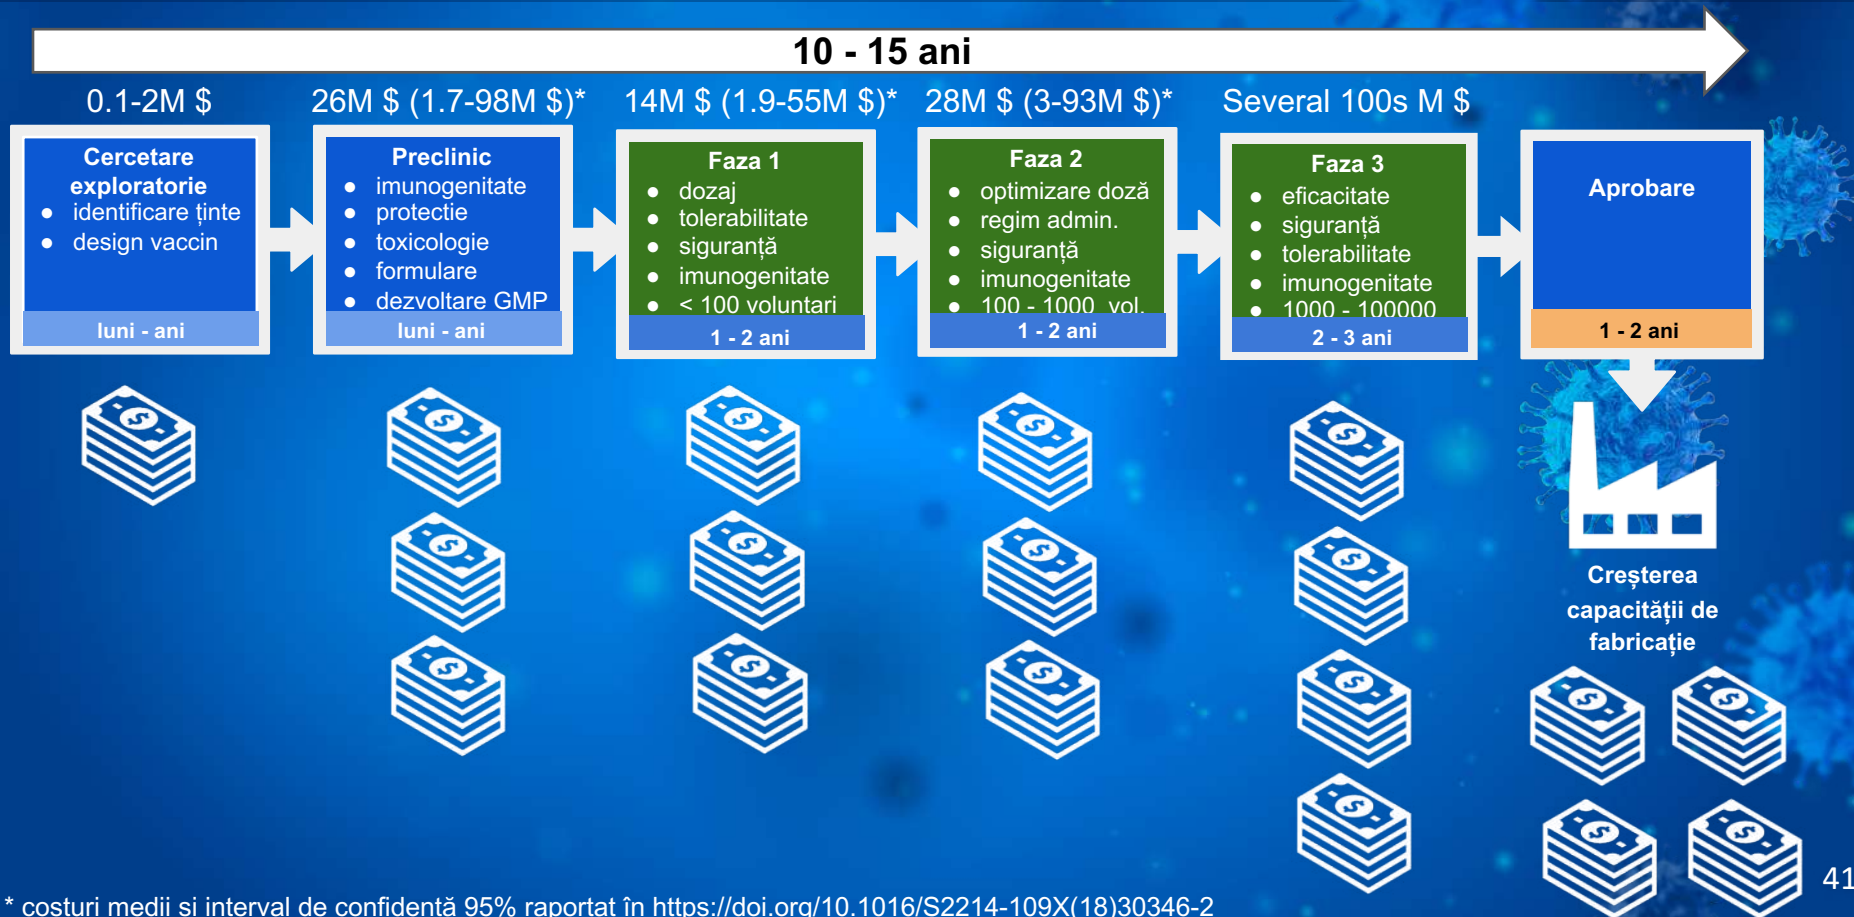 10 - 15 ani
0.1-2M $
26M $ (1.7-98M $)*
14M $ (1.9-55M $)*
28M $ (3-93M $)*
Several 100s M $
Cercetare
exploratorie
● identificare ținte
● design vaccin
luni - ani
Preclinic
● imunogenitate
● protectie
● toxicologie
● formulare
● dezvoltare GMP
luni - ani
Faza 1
● dozaj
● tolerabilitate
● siguranță
● imunogenitate
● < 100 voluntari
1 - 2 ani
Faza 2
● optimizare doză
● regim admin.
● siguranță
● imunogenitate
● 100 - 1000 vol.
1 - 2 ani
Faza 3
● eficacitate
● siguranță
● tolerabilitate
● imunogenitate
● 1000 - 100000
2 - 3 ani
Aprobare
1 - 2 ani
Creșterea
capacității de
fabricație
41
* costuri medii si interval de confidentă 95% raportat în https://doi.org/10.1016/S2214-109X(18)30346-2